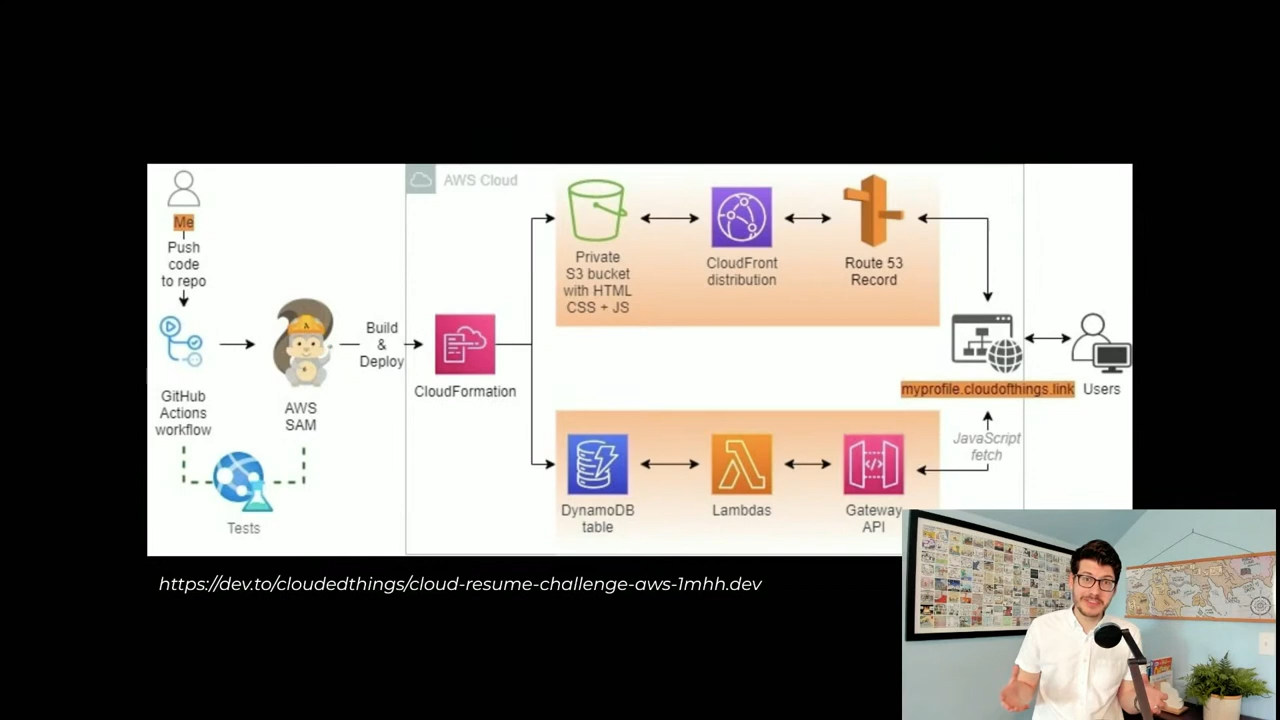 AWS Cloud
Me
Push
code
to repo
GitHub
Actions
workflow
AWS
SAM
Tests
Build
&
Deploy
CloudFormation
Private
S3 bucket
with HTML
CSS + JS
CloudFront
distribution
Route 53
Record
myprofile.cloudofthings.link
Users
JavaScript
fetch
DynamoDB
table
Lambdas
Gateway
API
https://dev.to/cloudedthings/cloud-resume-challenge-aws-1mhh.dev